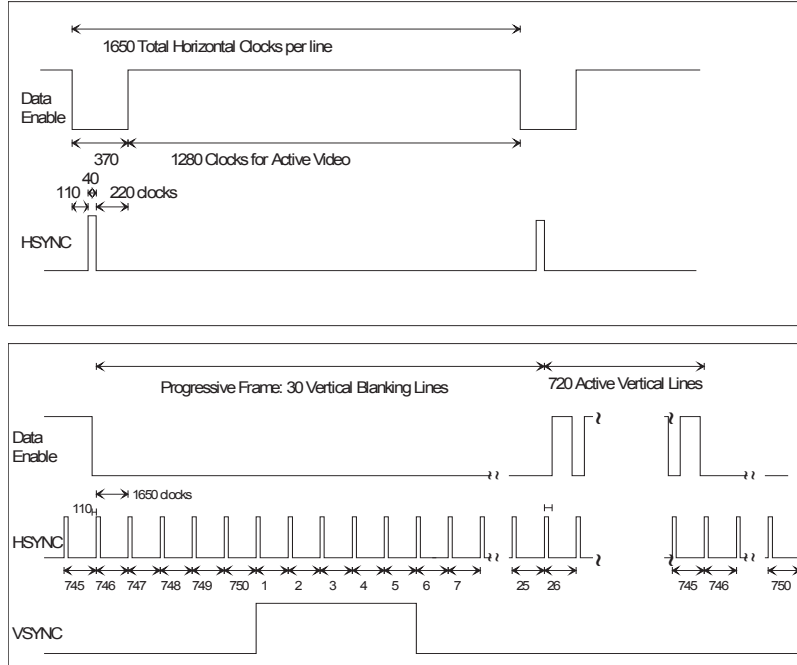 1650 Total Horizontal Clocks per line
Data
Enable
370
1280 Clocks for Active Video
40
110
220 clocks
HSYNC
Progressive Frame: 30 Vertical Blanking Lines
720 Active Vertical Lines
Data
Enable
1650 clocks
110
HSYNC
745 746 747 748 749 750 1 2 3 4 5 6 7 25 26 745 746 750
VSYNC